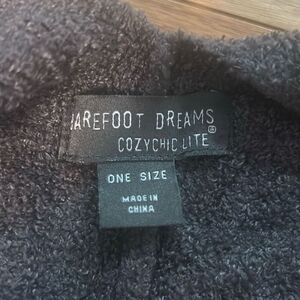 BAREFOOT DREAMS®
COZYCHIC LITE
ONE SIZE
MADE IN
CHINA